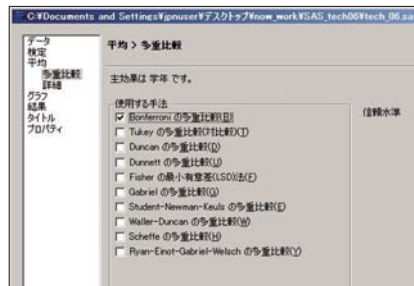 C:¥Documents and Settings¥jpnuser¥デスクトップ¥now_work¥SAS_tech06¥tech_06.sa
データ
検定
平均
多重比較
詳細
グラフ
結果
タイトル
プロパティ
平均 > 多重比較
主効果は 学年 です。
使用する手法
Bonferroni の多重比較(B)
Tukey の多重比較(対比較)(T)
Duncan の多重比較(D)
Dunnett の多重比較(U)
Fisher の最小有意差(LSD)法(F)
Gabriel の多重比較(G)
Student-Newman-Keuls の多重比較(E)
Waller-Duncan の多重比較(W)
Scheffe の多重比較(H)
Ryan-Einot-Gabriel-Welsch の多重比較(Y)
信頼水準